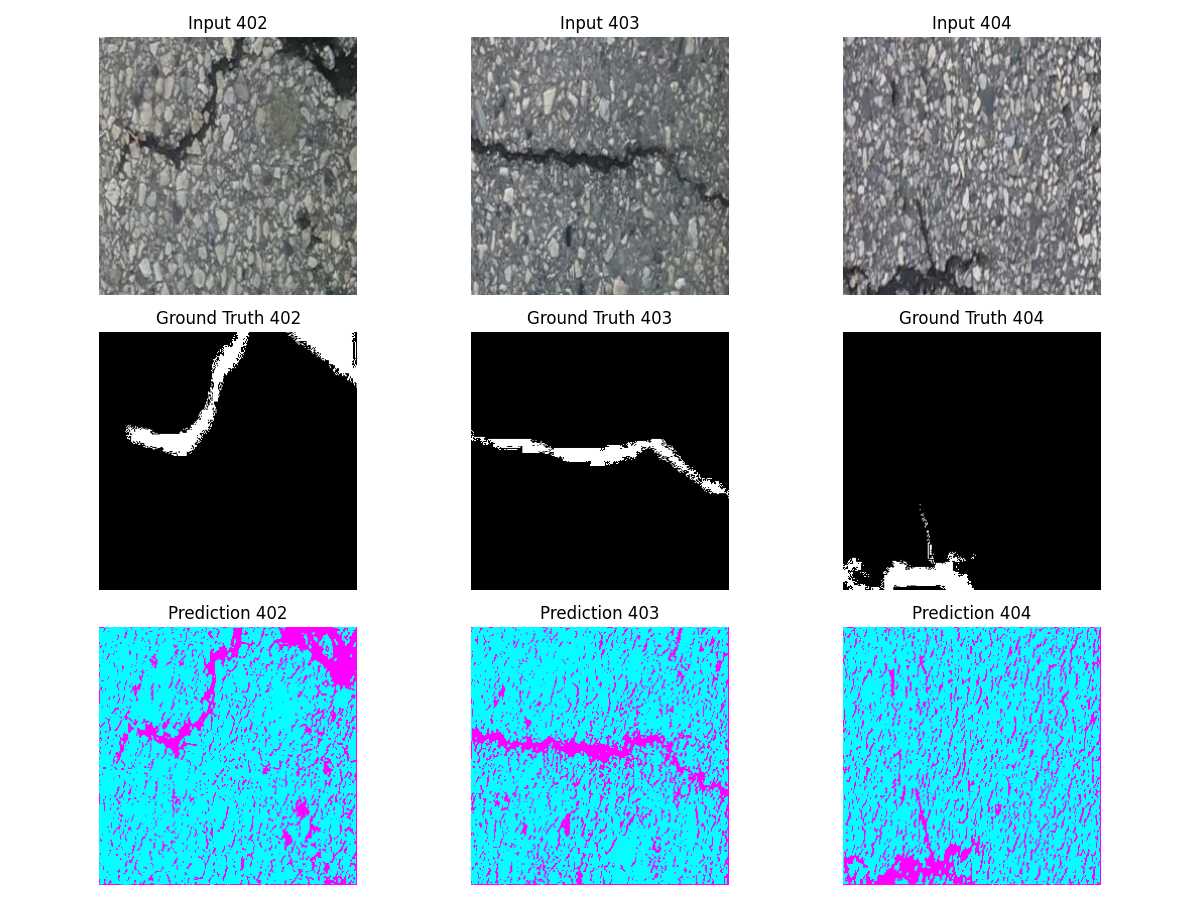 Input 402
Input 403
Input 404
Ground Truth 402
Ground Truth 403
Ground Truth 404
Prediction 402
Prediction 403
Prediction 404